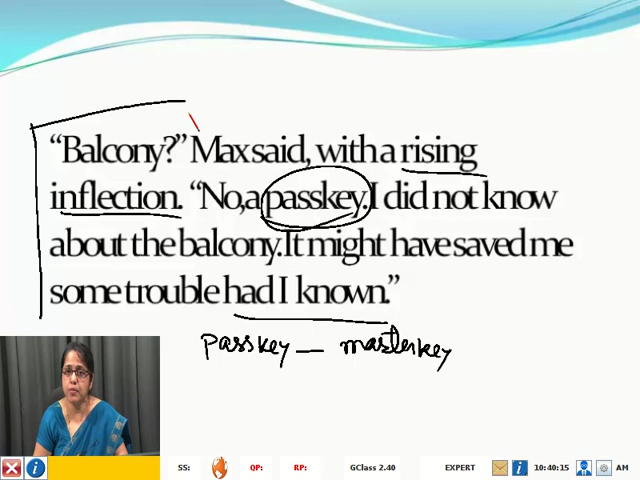 “Balcony?” Max said, with a rising
inflection. “No,a passkey.I did not know
about the balcony.It might have saved me
some trouble had I known.”
passkey — masterkey
SS: QP: RP: GClass 2.40 EXPERT 10:40:15 AM